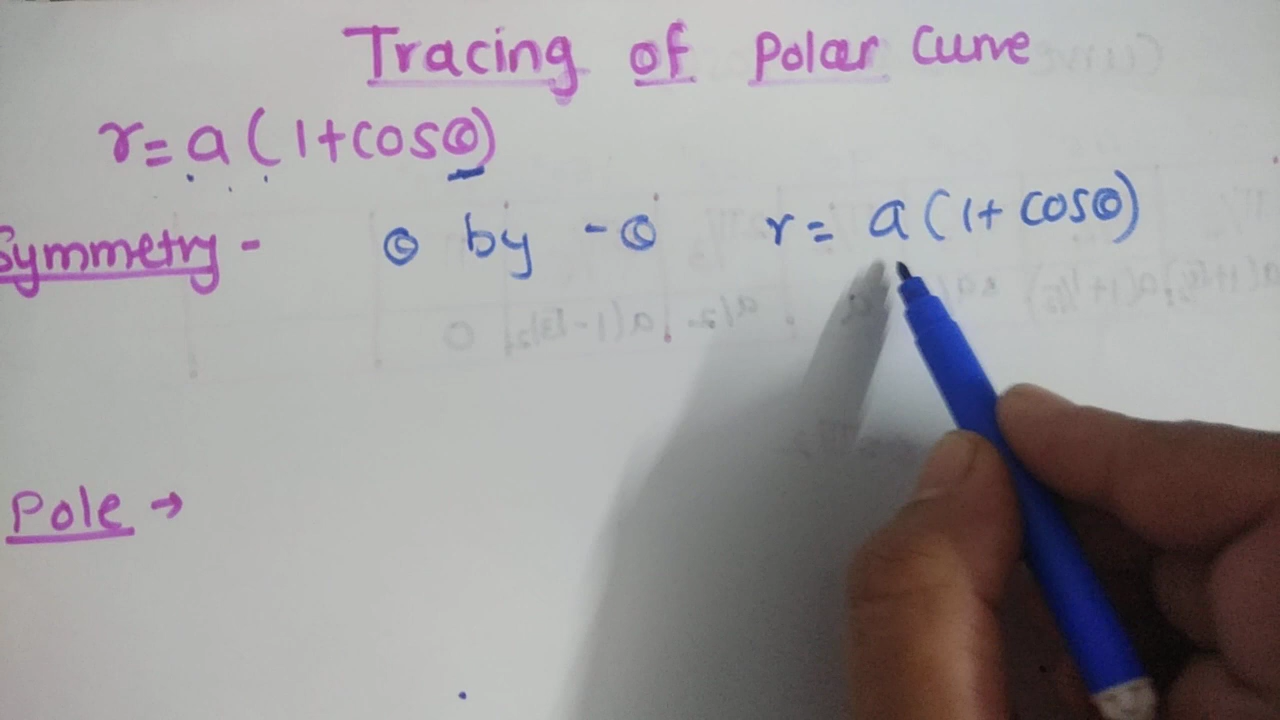 Tracing of Polar Curve
r = a(1+cosθ)
Symmetry - θ by -θ r = a(1+ cosθ)
Pole →